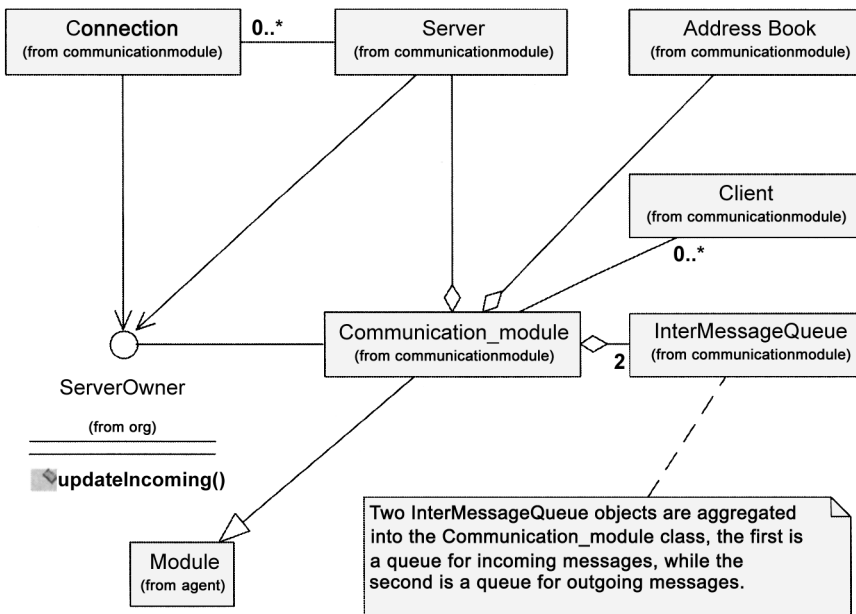 Connection
(from communicationmodule)
0..*
Server
(from communicationmodule)
Address Book
(from communicationmodule)
Client
(from communicationmodule)
0..*
Communication_module
(from communicationmodule)
2
InterMessageQueue
(from communicationmodule)
ServerOwner
(from org)
updateIncoming()
Module
(from agent)
Two InterMessageQueue objects are aggregated
into the Communication_module class, the first is
a queue for incoming messages, while the
second is a queue for outgoing messages.